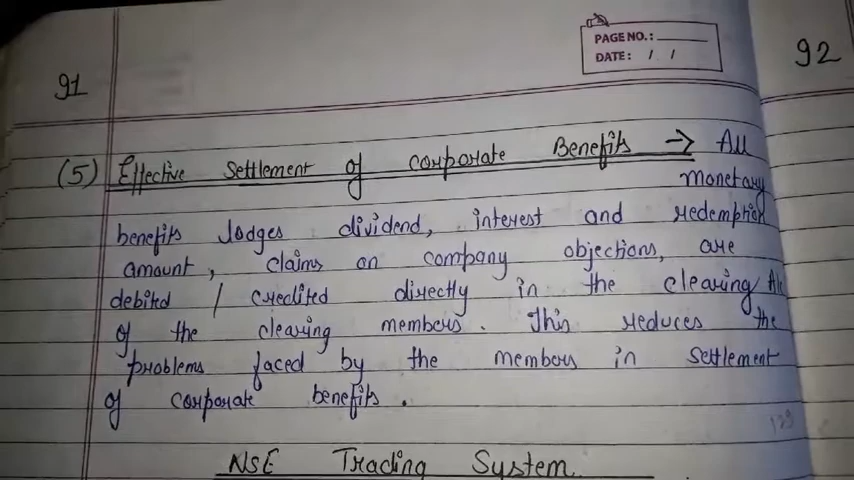 PAGE NO.:
DATE: / /
91
92
(5) Effective Settlement of corporate Benefits → All
monetary
benefits lodges dividend, interest and redemption
amount, claims on company objections, are
debited / credited directly in the clearing A/c
of the clearing members. This reduces the
problems faced by the members in settlement
of corporate benefits.
NSE Trading System